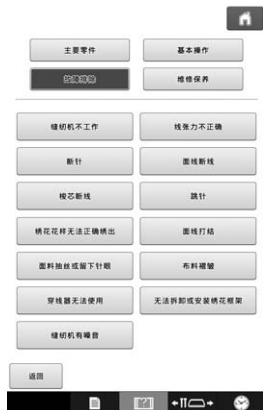 主要零件 基本操作
故障排除 维修保养
缝纫机不工作 线张力不正确
断针 面线断线
梭芯断线 跳针
绣花花样无法正确绣出 面线打结
面料抽丝或留下针眼 布料褶皱
穿线器无法使用 无法拆卸或安装绣花框架
缝纫机有噪音
返回